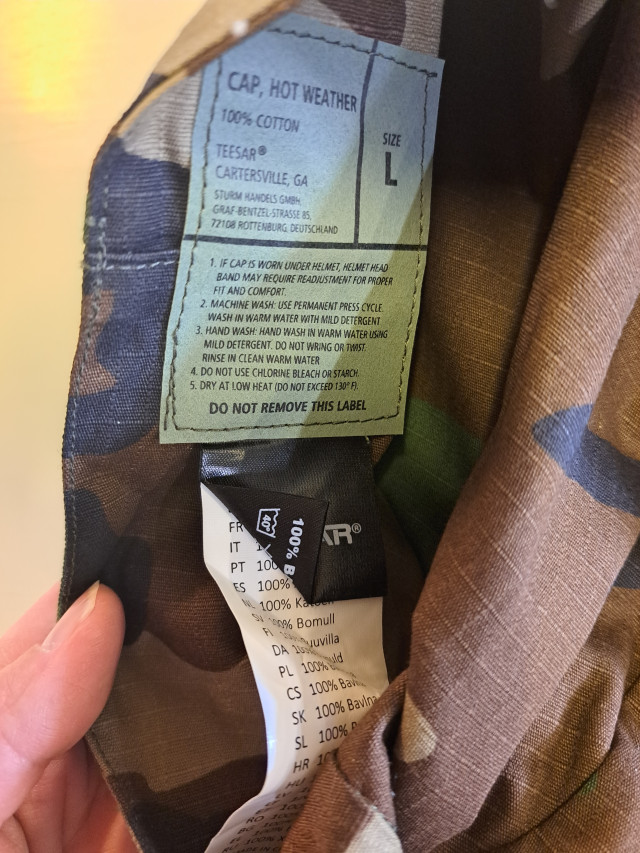 CAP, HOT WEATHER
100% COTTON
TEESAR®
CARTERSVILLE, GA
STURM HANDELS GMBH
GRAF-BENTZEL-STRASSE 85,
72108 ROTTENBURG, DEUTSCHLAND
SIZE
L
1. IF CAP IS WORN UNDER HELMET, HELMET HEAD
BAND MAY REQUIRE READJUSTMENT FOR PROPER
FIT AND COMFORT.
2. MACHINE WASH: USE PERMANENT PRESS CYCLE.
WASH IN WARM WATER WITH MILD DETERGENT
3. HAND WASH: HAND WASH IN WARM WATER USING
MILD DETERGENT. DO NOT WRING OR TWIST.
RINSE IN CLEAN WARM WATER
4. DO NOT USE CHLORINE BLEACH OR STARCH.
5. DRY AT LOW HEAT (DO NOT EXCEED 130° F).
DO NOT REMOVE THIS LABEL
AR®
40°
100% B
FR
IT
PT 100
ES 100%
100%
Bomull
DA
PL 100%
CS 100%
SK 100% Bavlna
SL 100%
HR